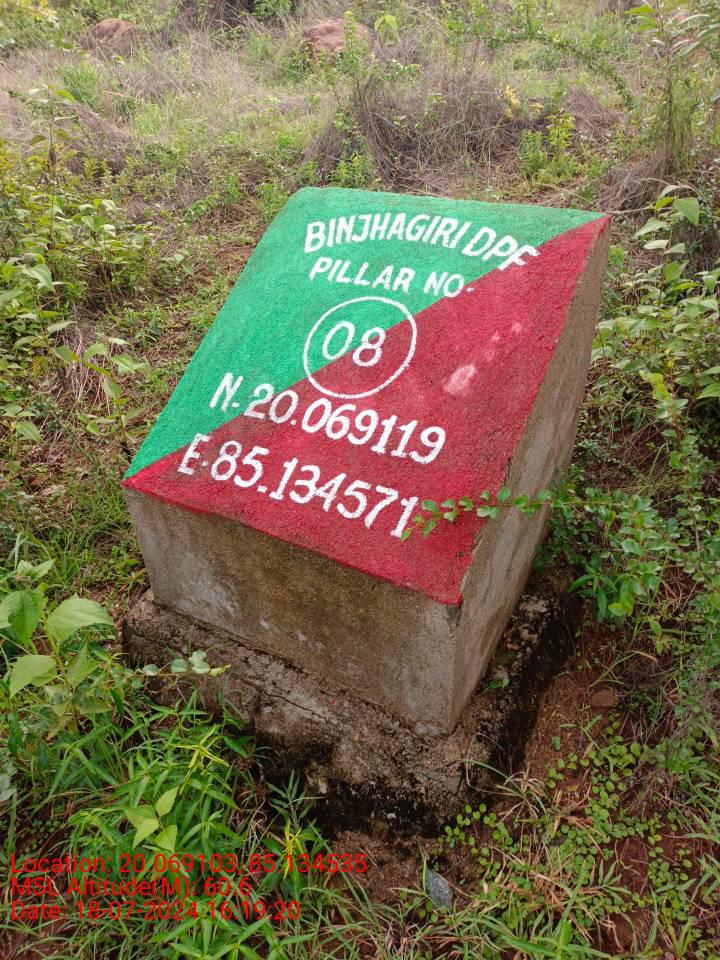 BINJHAGIRI DPF
PILLAR NO-
08
N. 20.069119
E-85.134571
Location: 20.069103, 85.134535
MSL Altitude(M): 60.6
Date: 18-07-2024 16:19:20